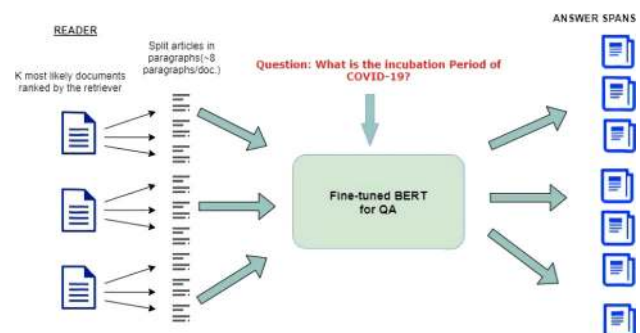 READER
K most likely documents
ranked by the retriever
Split articles in
paragraphs(~8
paragraphs/doc.)
Question: What is the incubation Period of
COVID-19?
Fine-tuned BERT
for QA
ANSWER SPANS